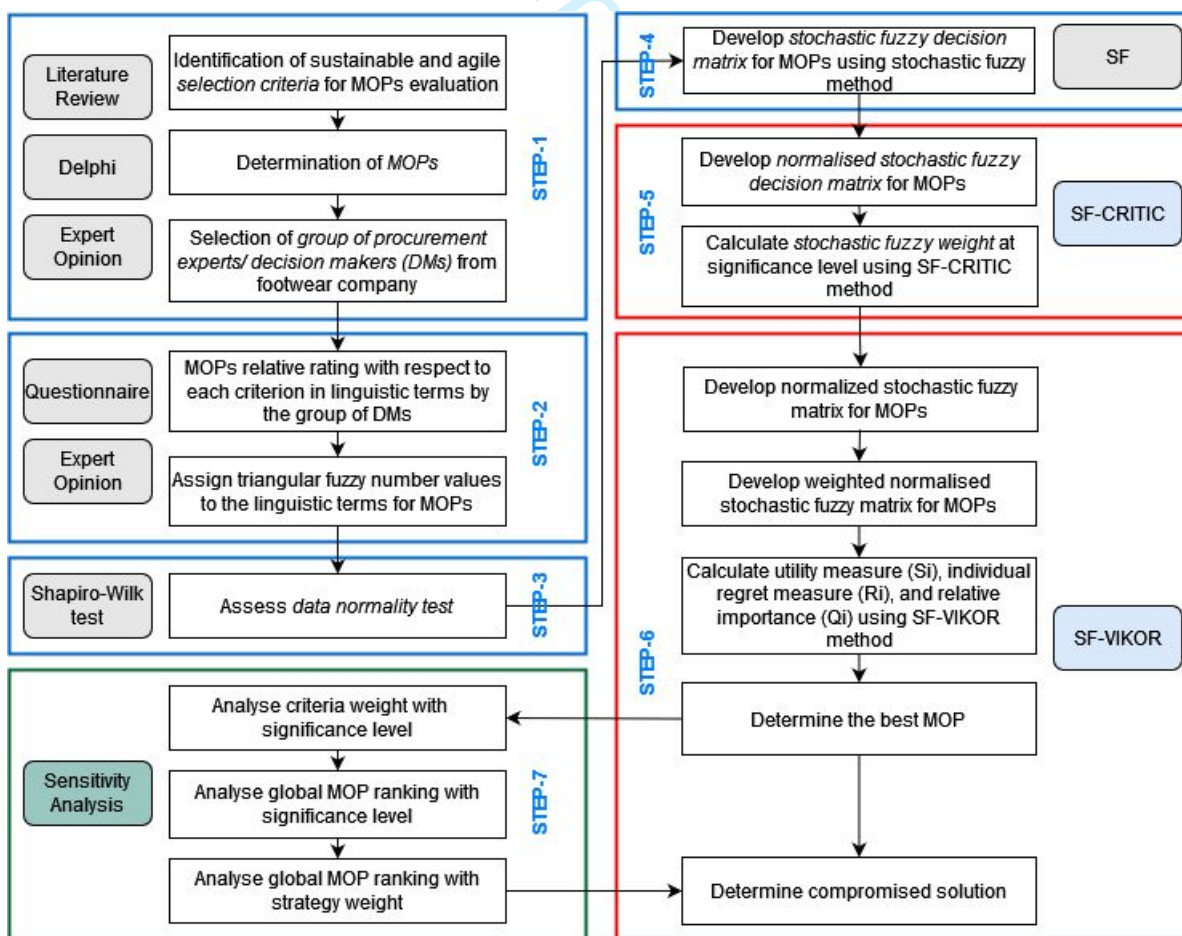 Literature
Review
Delphi
Expert
Opinion
Identification of sustainable and agile
selection criteria for MOPs evaluation
Determination of MOPs
Selection of group of procurement
experts/ decision makers (DMs) from
footwear company
STEP-1
Questionnaire
Expert
Opinion
MOPs relative rating with respect to
each criterion in linguistic terms by
the group of DMs
Assign triangular fuzzy number values
to the linguistic terms for MOPs
STEP-2
Shapiro-Wilk
test
Assess data normality test
STEP-3
STEP-4
Develop stochastic fuzzy decision
matrix for MOPs using stochastic fuzzy
method
SF
STEP-5
Develop normalised stochastic fuzzy
decision matrix for MOPs
Calculate stochastic fuzzy weight at
significance level using SF-CRITIC
method
SF-CRITIC
STEP-6
Develop normalized stochastic fuzzy
matrix for MOPs
Develop weighted normalised
stochastic fuzzy matrix for MOPs
Calculate utility measure (Si), individual
regret measure (Ri), and relative
importance (Qi) using SF-VIKOR
method
Determine the best MOP
Determine compromised solution
SF-VIKOR
Sensitivity
Analysis
Analyse criteria weight with
significance level
Analyse global MOP ranking with
significance level
Analyse global MOP ranking with
strategy weight
STEP-7